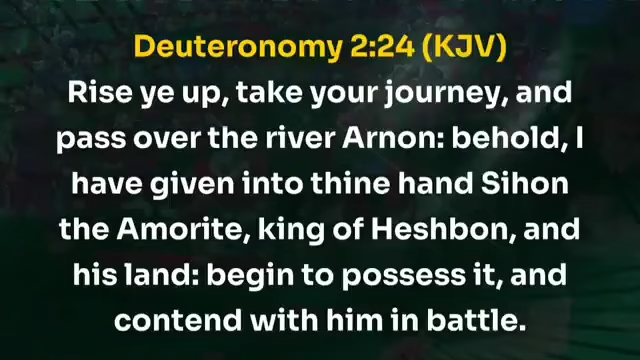 Deuteronomy 2:24 (KJV)
Rise ye up, take your journey, and
pass over the river Arnon: behold, I
have given into thine hand Sihon
the Amorite, king of Heshbon, and
his land: begin to possess it, and
contend with him in battle.